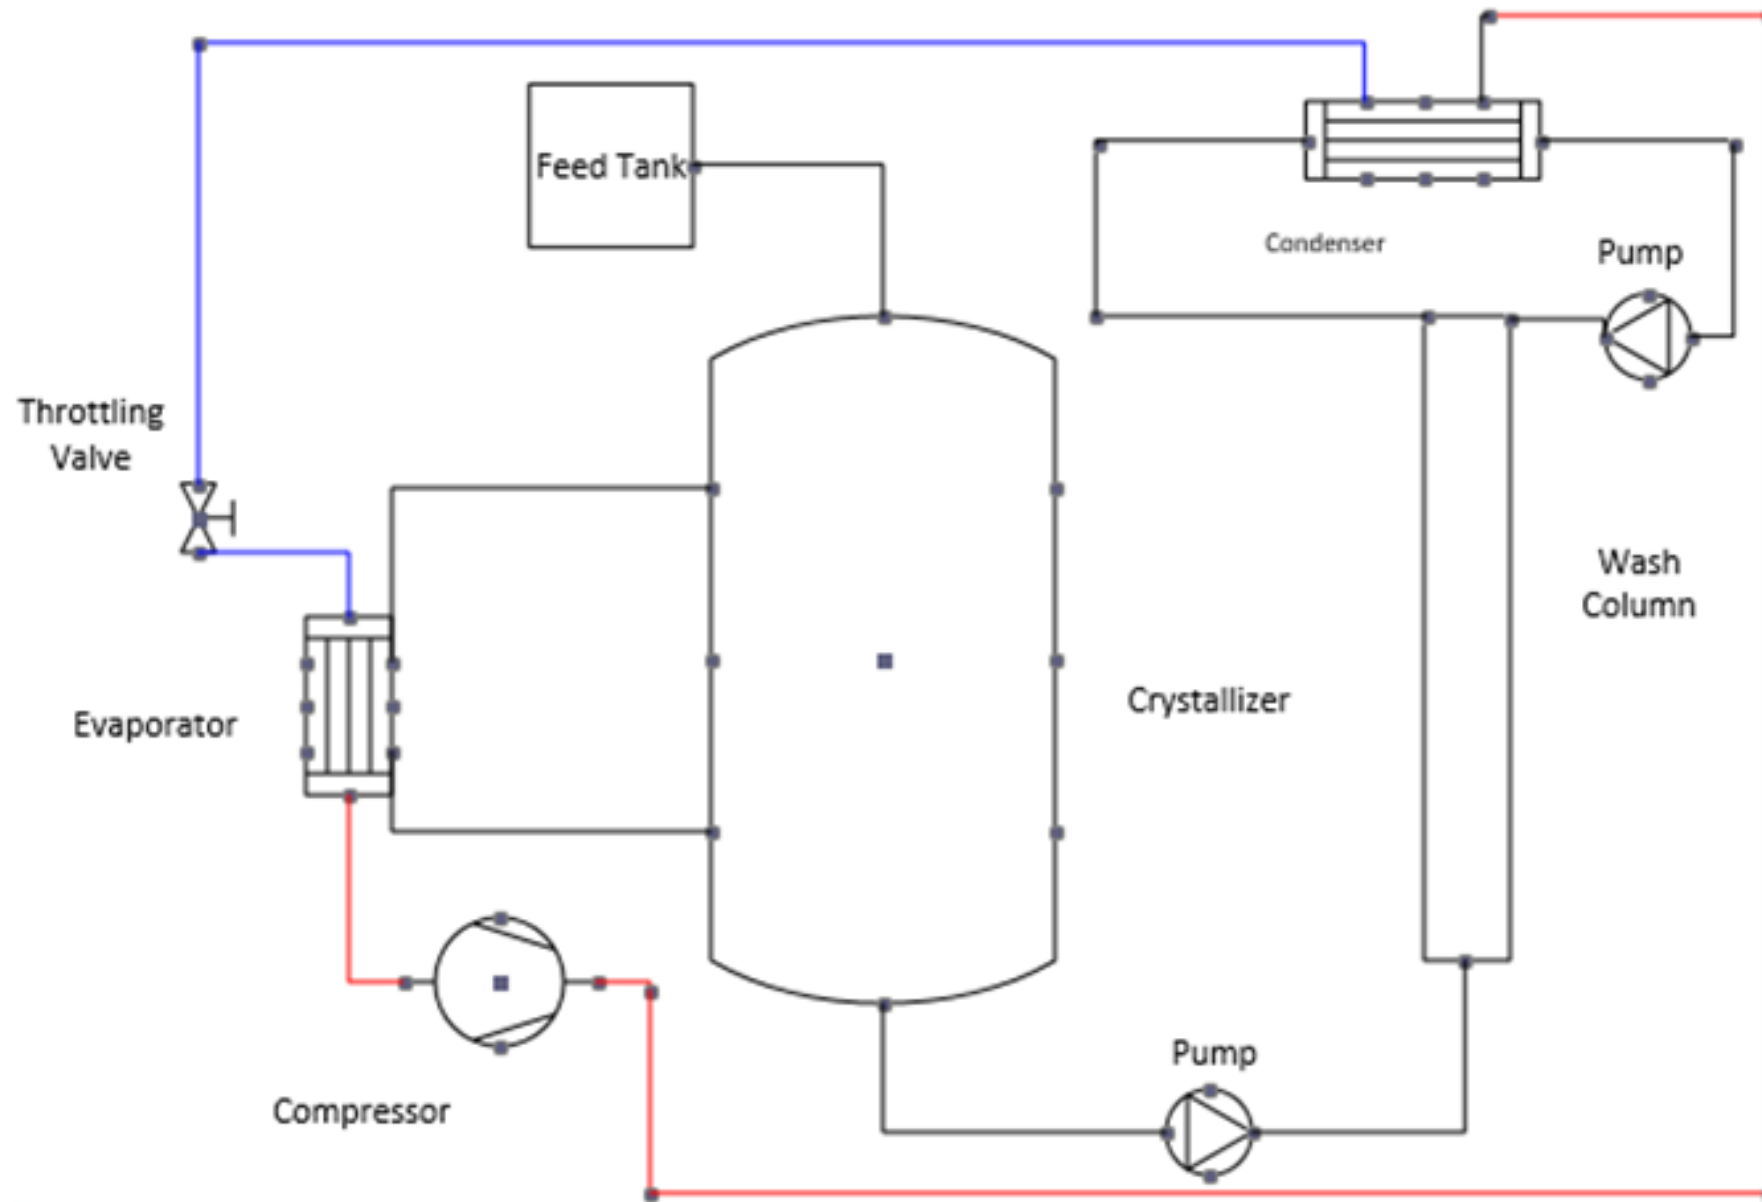 Feed Tank
Condenser
Pump
Throttling
Valve
Wash
Column
Crystallizer
Evaporator
Pump
Compressor